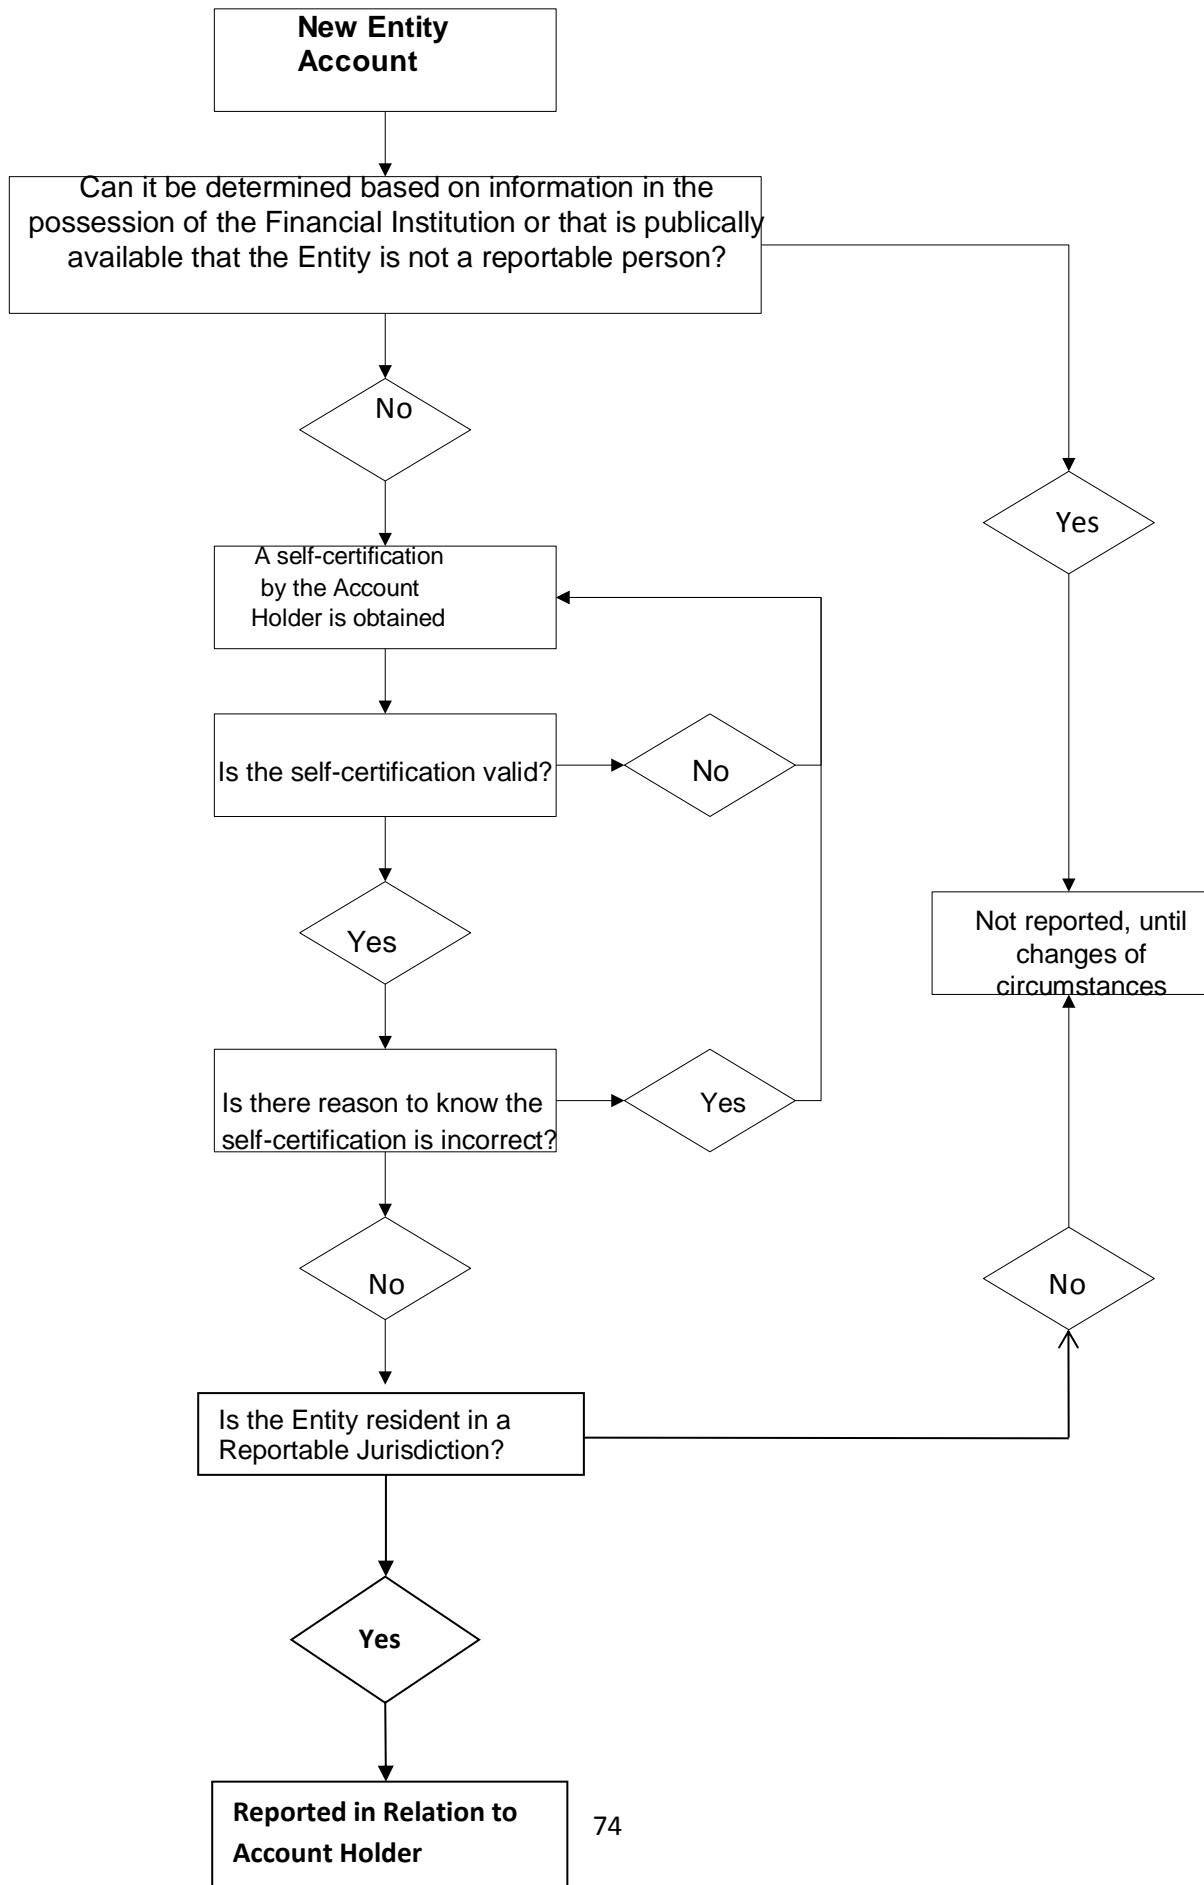 New Entity
Account
Can it be determined based on information in the
possession of the Financial Institution or that is publically
available that the Entity is not a reportable person?
No
Yes
A self-certification
by the Account
Holder is obtained
Is the self-certification valid?
No
Yes
Not reported, until
changes of
circumstances
Is there reason to know the
self-certification is incorrect?
Yes
No
No
Is the Entity resident in a
Reportable Jurisdiction?
Yes
Reported in Relation to
Account Holder
74